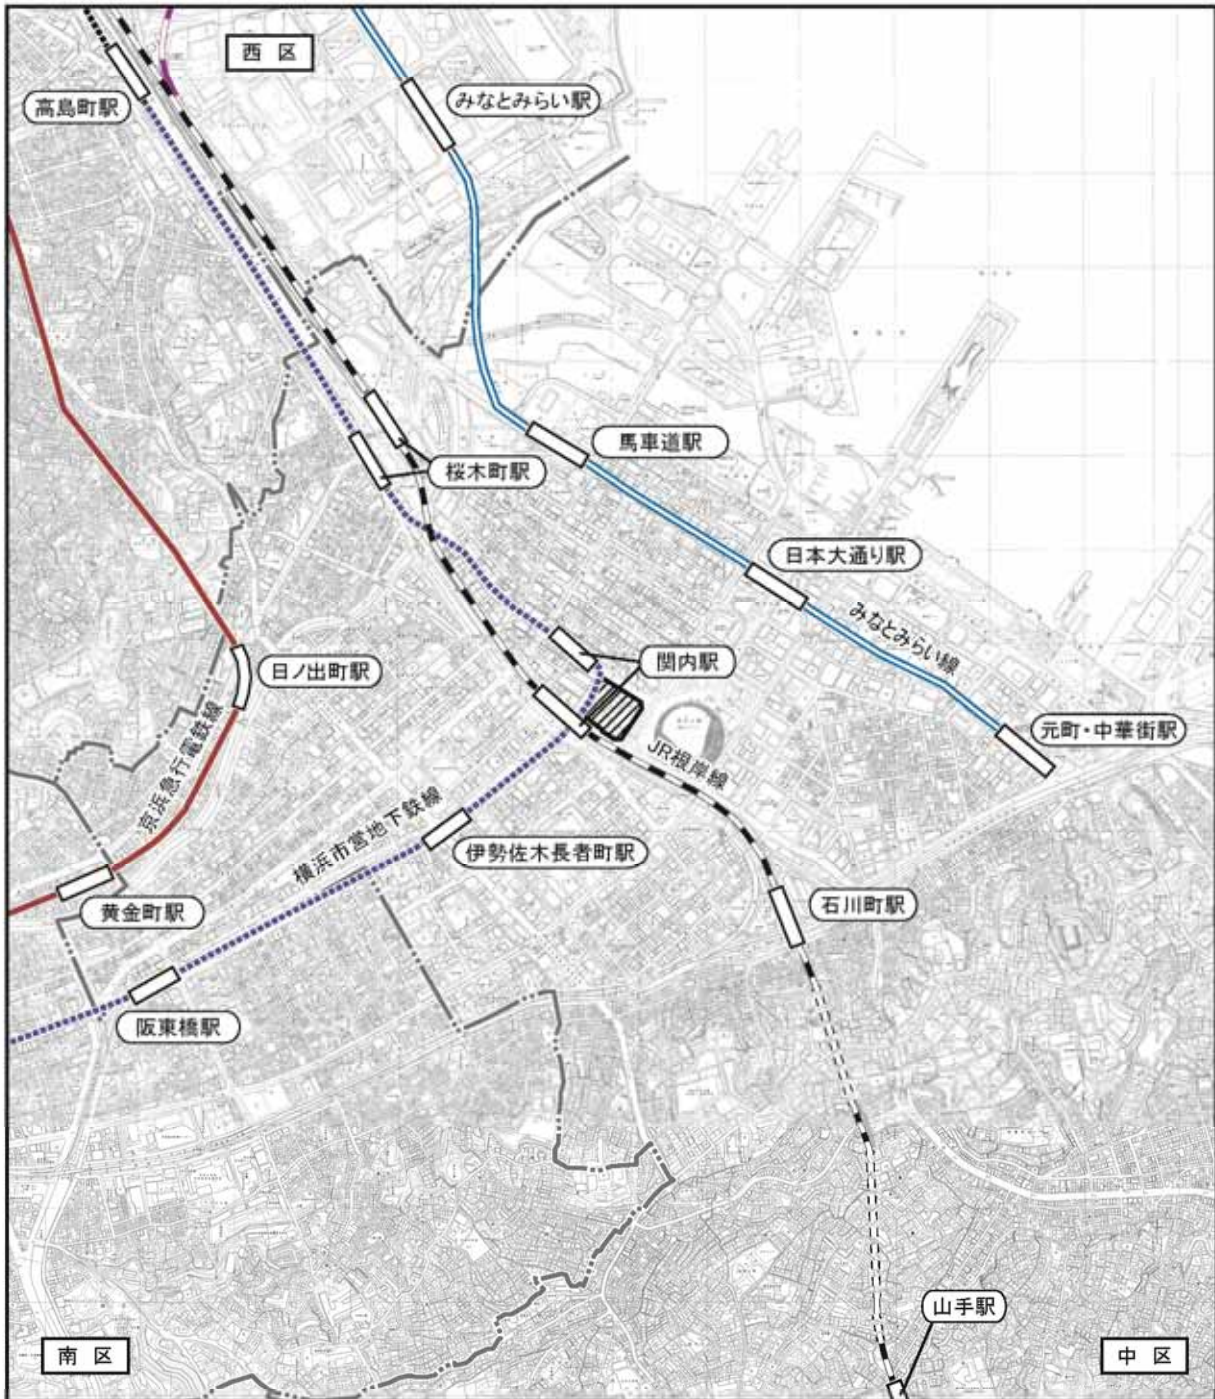 西 区
高島町駅
みなとみらい駅
馬車道駅
桜木町駅
日本大通り駅
みなとみらい線
関内駅
日ノ出町駅
元町・中華街駅
JR根岸線
京浜急行電鉄線
横浜市営地下鉄線
伊勢佐木長者町駅
黄金町駅
石川町駅
阪東橋駅
山手駅
南 区
中 区